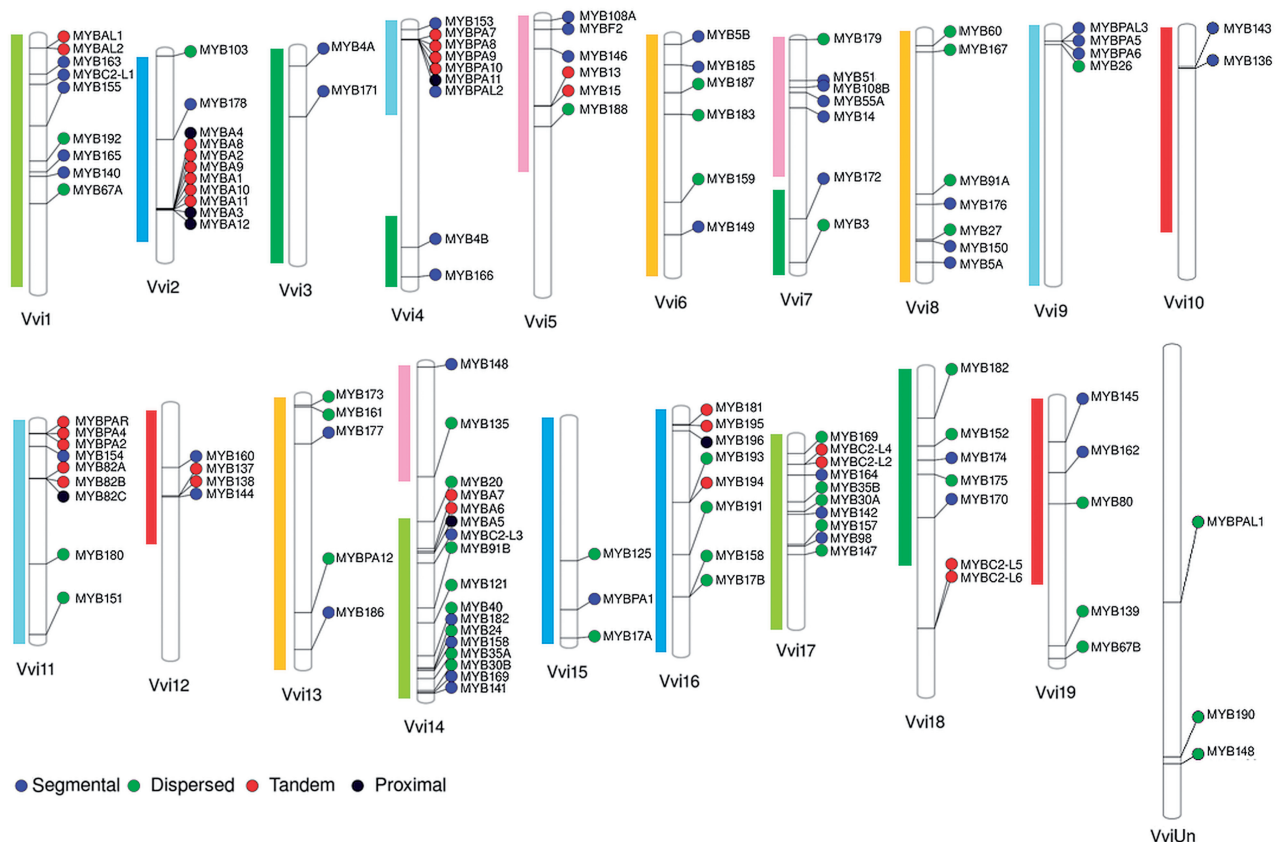 MYBAL1
MYBAL2
MYB163
MYBC2-L1
MYB155
MYB192
MYB165
MYB140
MYB67A
Vvi1
MYB103
MYB178
MYBA4
MYBA8
MYBA2
MYBA9
MYBA1
MYBA10
MYBA11
MYBA3
MYBA12
Vvi2
MYB4A
MYB171
Vvi3
MYB153
MYBPA7
MYBPA8
MYBPA9
MYBPA10
MYBPA11
MYBPAL2
MYB4B
MYB166
Vvi4
MYB108A
MYBF2
MYB146
MYB13
MYB15
MYB188
Vvi5
MYB5B
MYB185
MYB187
MYB183
MYB159
MYB149
Vvi6
MYB179
MYB51
MYB108B
MYB55A
MYB14
MYB172
MYB3
Vvi7
MYB60
MYB167
MYB91A
MYB176
MYB27
MYB150
MYB5A
Vvi8
MYBPAL3
MYBPA5
MYBPA6
MYB26
Vvi9
MYB143
MYB136
Vvi10
MYBPAR
MYBPA4
MYBPA2
MYB154
MYB82A
MYB82B
MYB82C
MYB180
MYB151
Vvi11
MYB160
MYB137
MYB138
MYB144
Vvi12
MYB173
MYB161
MYB177
MYBPA12
MYB186
Vvi13
MYB148
MYB135
MYB20
MYBA7
MYBA6
MYBA5
MYBC2-L3
MYB91B
MYB121
MYB40
MYB182
MYB24
MYB158
MYB35A
MYB30B
MYB169
MYB141
Vvi14
MYB125
MYBPA1
MYB17A
Vvi15
MYB181
MYB195
MYB196
MYB193
MYB194
MYB191
MYB158
MYB17B
Vvi16
MYB169
MYBC2-L4
MYBC2-L2
MYB164
MYB35B
MYB30A
MYB142
MYB157
MYB98
MYB147
Vvi17
MYB182
MYB152
MYB174
MYB175
MYB170
MYBC2-L5
MYBC2-L6
Vvi18
MYB145
MYB162
MYB80
MYB139
MYB67B
Vvi19
MYBPAL1
MYB190
MYB148
VviUn
Segmental Dispersed Tandem Proximal